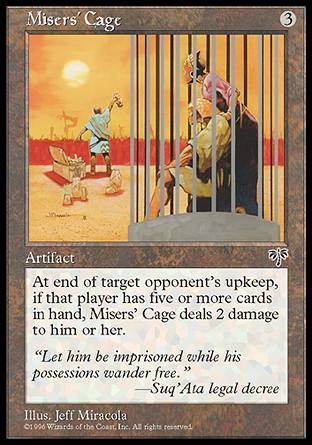 Misers' Cage 3
Artifact
At end of target opponent's upkeep,
if that player has five or more cards
in hand, Misers' Cage deals 2 damage
to him or her.
"Let him be imprisoned while his
possessions wander free."
—Suq'Ata legal decree
Illus. Jeff Miracola
©1996 Wizards of the Coast, Inc. All rights reserved.